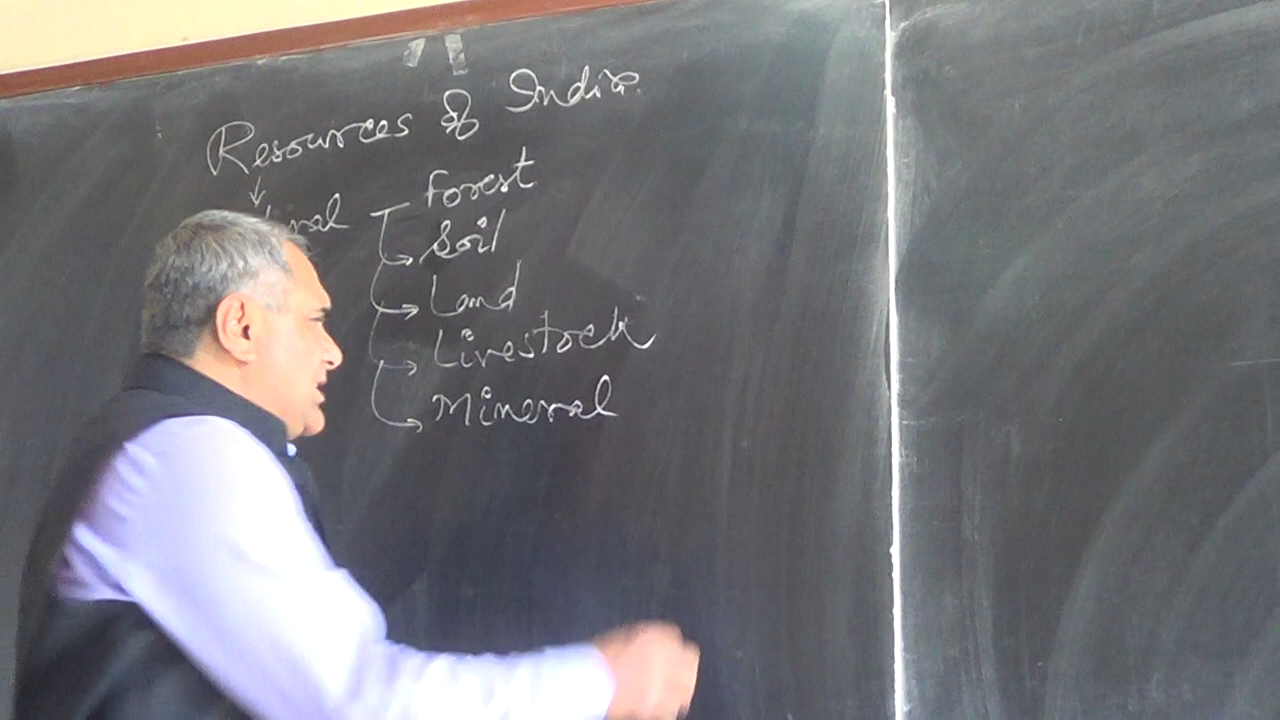 Resources of India
Forest
Soil
Land
Livestock
Mineral